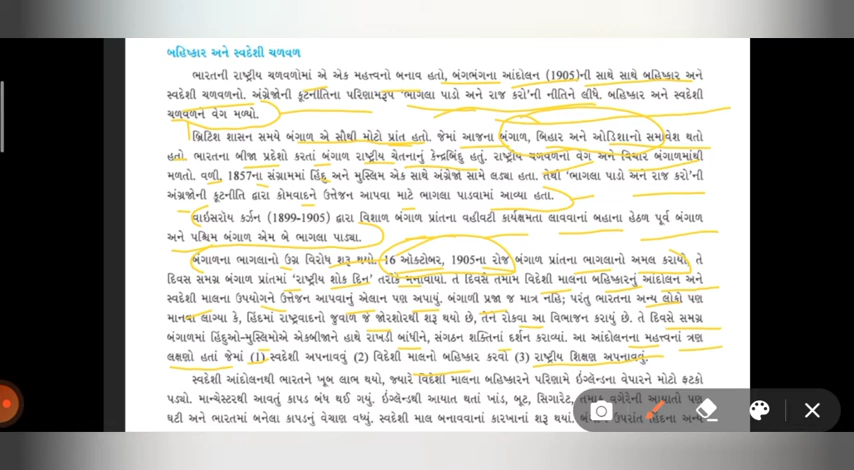 બહિષ્કાર અને સ્વદેશી ચળવળ
ભારતની રાષ્ટ્રીય ચળવળોમાં એ એક મહત્ત્વનો બનાવ હતો, બંગભંગના આંદોલન (1905)ની સાથે સાથે બહિષ્કાર અને
સ્વદેશી ચળવળનો. અંગ્રેજોની કૂટનીતિના પરિણામરૂપ 'ભાગલા પાડો અને રાજ કરો'ની નીતિને લીધે. બહિષ્કાર અને સ્વદેશી
ચળવળને વેગ મળ્યો.
બ્રિટિશ શાસન સમયે બંગાળ એ સૌથી મોટો પ્રાંત હતો. જેમાં આજના બંગાળ, બિહાર અને ઓડિશાનો સમાવેશ થતો
હતો ભારતના બીજા પ્રદેશો કરતાં બંગાળ રાષ્ટ્રીય ચેતનાનું કેન્દ્રબિંદુ હતું. રાષ્ટ્રીય ચળવળનો વેગ અને વિચાર બંગાળમાંથી
મળતો. વળી, 1857ના સંગ્રામમાં હિંદુ અને મુસ્લિમ એક સાથે અંગ્રેજો સામે લડ્યા હતા. તેથી 'ભાગલા પાડો અને રાજ કરો'ની
અંગ્રેજોની કૂટનીતિ દ્વારા કોમવાદને ઉત્તેજન આપવા માટે ભાગલા પાડવામાં આવ્યા હતા.
વાઇસરોય કર્ઝન (1899-1905) દ્વારા વિશાળ બંગાળ પ્રાંતના વહીવટી કાર્યક્ષમતા લાવવાનાં બહાના હેઠળ પૂર્વ બંગાળ
અને પશ્ચિમ બંગાળ એમ બે ભાગલા પાડ્યા.
બંગાળના ભાગલાનો ઉગ્ર વિરોધ શરૂ થયો. 16 ઓક્ટોબર, 1905ના રોજ બંગાળ પ્રાંતના ભાગલાનો અમલ કરાયો. તે
દિવસ સમગ્ર બંગાળ પ્રાંતમાં 'રાષ્ટ્રીય શોક દિન' તરીકે મનાવાયો. તે દિવસે તમામ વિદેશી માલના બહિષ્કારનું આંદોલન અને
સ્વદેશી માલના ઉપયોગને ઉત્તેજન આપવાનું એલાન પણ અપાયું. બંગાળી પ્રજા જ માત્ર નહિ; પરંતુ ભારતના અન્ય લોકો પણ
માનવા લાગ્યા કે, હિંદમાં રાષ્ટ્રવાદનો જુવાળ જે જોરશોરથી શરૂ થયો છે, તેને રોકવા આ વિભાજન કરાયું છે. તે દિવસે સમગ્ર
બંગાળમાં હિંદુઓ-મુસ્લિમોએ એકબીજાને હાથે રાખડી બાંધીને, સંગઠન શક્તિનાં દર્શન કરાવ્યાં. આ આંદોલનના મહત્ત્વનાં ત્રણ
લક્ષણો હતાં જેમાં (1) સ્વદેશી અપનાવવું (2) વિદેશી માલનો બહિષ્કાર કરવો (3) રાષ્ટ્રીય શિક્ષણ અપનાવવું.
સ્વદેશી આંદોલનથી ભારતને ખૂબ લાભ થયો, જ્યારે વિદેશી માલના બહિષ્કારને પરિણામે ઇંગ્લેન્ડના વેપારને મોટો ફટકો
પડ્યો. માન્ચેસ્ટરથી આવતું કાપડ બંધ થઈ ગયું. ઇંગ્લેન્ડથી આયાત થતાં ખાંડ, બૂટ, સિગારેટ, તમાકુ વગેરેની આયાતો પણ
ઘટી અને ભારતમાં બનેલા કાપડનું વેચાણ વધ્યું. સ્વદેશી માલ બનાવવાનાં કારખાનાં શરૂ થયાં. ઉપરાંત હિંદના અન્ય